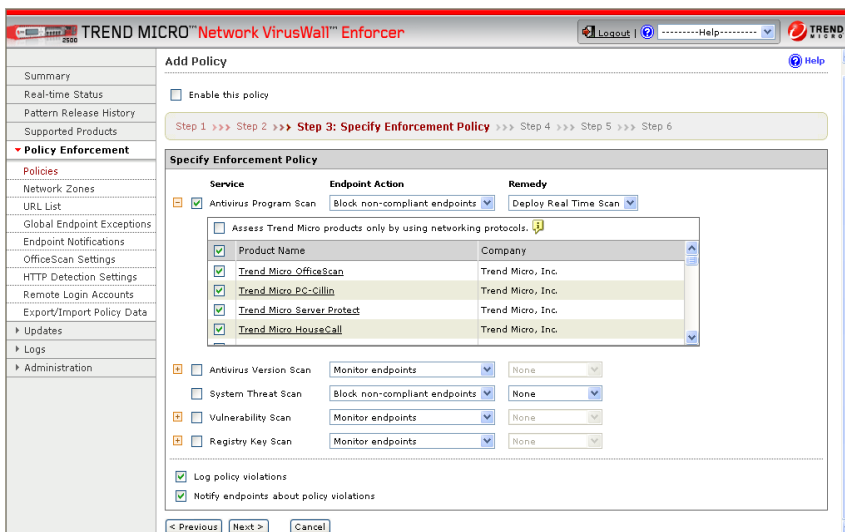 2500 TREND MICRO™ Network VirusWall™ Enforcer
Logout | ? ---------Help---------
TREND
MICRO
Summary
Real-time Status
Pattern Release History
Supported Products
Policy Enforcement
Policies
Network Zones
URL List
Global Endpoint Exceptions
Endpoint Notifications
OfficeScan Settings
HTTP Detection Settings
Remote Login Accounts
Export/Import Policy Data
Updates
Logs
Administration
Add Policy
? Help
Enable this policy
Step 1 >>> Step 2 >>> Step 3: Specify Enforcement Policy >>> Step 4 >>> Step 5 >>> Step 6
Specify Enforcement Policy
Service Endpoint Action Remedy
Antivirus Program Scan Block non-compliant endpoints Deploy Real Time Scan
Assess Trend Micro products only by using networking protocols.
Product Name Company
Trend Micro OfficeScan Trend Micro, Inc.
Trend Micro PC-Cillin Trend Micro, Inc.
Trend Micro Server Protect Trend Micro, Inc.
Trend Micro HouseCall Trend Micro, Inc.
Antivirus Version Scan Monitor endpoints None
System Threat Scan Block non-compliant endpoints None
Vulnerability Scan Monitor endpoints None
Registry Key Scan Monitor endpoints None
Log policy violations
Notify endpoints about policy violations
< Previous Next > Cancel